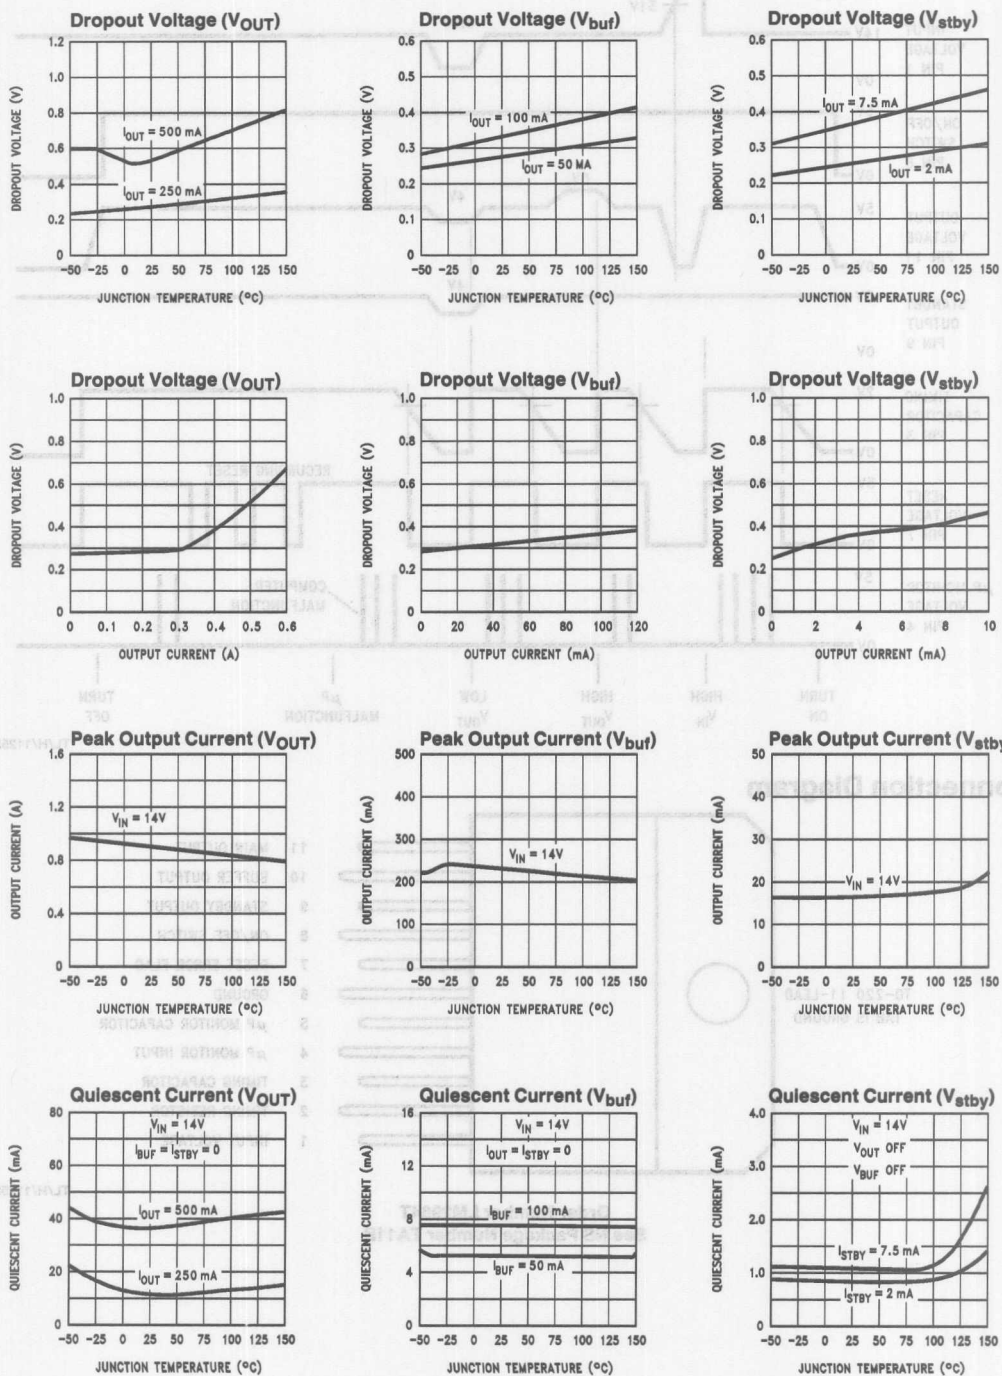 Dropout Voltage (VOUT)
DROPOUT VOLTAGE (V)
1.2
1.0
0.8
0.6
0.4
0.2
0
IOUT = 500 mA
IOUT = 250 mA
-50 -25 0 25 50 75 100 125 150
JUNCTION TEMPERATURE (°C)
Dropout Voltage (Vbuf)
DROPOUT VOLTAGE (V)
0.6
0.5
0.4
0.3
0.2
0.1
0
IOUT = 100 mA
IOUT = 50 MA
-50 -25 0 25 50 75 100 125 150
JUNCTION TEMPERATURE (°C)
Dropout Voltage (Vstby)
DROPOUT VOLTAGE (V)
0.6
0.5
0.4
0.3
0.2
0.1
0
IOUT = 7.5 mA
IOUT = 2 mA
-50 -25 0 25 50 75 100 125 150
JUNCTION TEMPERATURE (°C)
Dropout Voltage (VOUT)
DROPOUT VOLTAGE (V)
1.0
0.8
0.6
0.4
0.2
0
0 0.1 0.2 0.3 0.4 0.5 0.6
OUTPUT CURRENT (A)
Dropout Voltage (Vbuf)
DROPOUT VOLTAGE (V)
1.0
0.8
0.6
0.4
0.2
0
0 20 40 60 80 100 120
OUTPUT CURRENT (mA)
Dropout Voltage (Vstby)
DROPOUT VOLTAGE (V)
1.0
0.8
0.6
0.4
0.2
0
0 2 4 6 8 10
OUTPUT CURRENT (mA)
Peak Output Current (VOUT)
OUTPUT CURRENT (A)
1.6
1.2
0.8
0.4
0
VIN = 14V
-50 -25 0 25 50 75 100 125 150
JUNCTION TEMPERATURE (°C)
Peak Output Current (Vbuf)
OUTPUT CURRENT (mA)
500
400
300
200
100
0
VIN = 14V
-50 -25 0 25 50 75 100 125 150
JUNCTION TEMPERATURE (°C)
Peak Output Current (Vstby
OUTPUT CURRENT (mA)
50
40
30
20
10
0
VIN = 14V
-50 -25 0 25 50 75 100 125 150
JUNCTION TEMPERATURE (°C)
Quiescent Current (VOUT)
QUIESCENT CURRENT (mA)
80
60
40
20
0
VIN = 14V
IBUF = ISTBY = 0
IOUT = 500 mA
IOUT = 250 mA
-50 -25 0 25 50 75 100 125 150
JUNCTION TEMPERATURE (°C)
Quiescent Current (Vbuf)
QUIESCENT CURRENT (mA)
16
12
8
4
0
VIN = 14V
IOUT = ISTBY = 0
IBUF = 100 mA
IBUF = 50 mA
-50 -25 0 25 50 75 100 125 150
JUNCTION TEMPERATURE (°C)
Quiescent Current (Vstby)
QUIESCENT CURRENT (mA)
4.0
3.0
2.0
1.0
0
VIN = 14V
VOUT OFF
VBUF OFF
ISTBY = 7.5 mA
ISTBY = 2 mA
-50 -25 0 25 50 75 100 125 150
JUNCTION TEMPERATURE (°C)